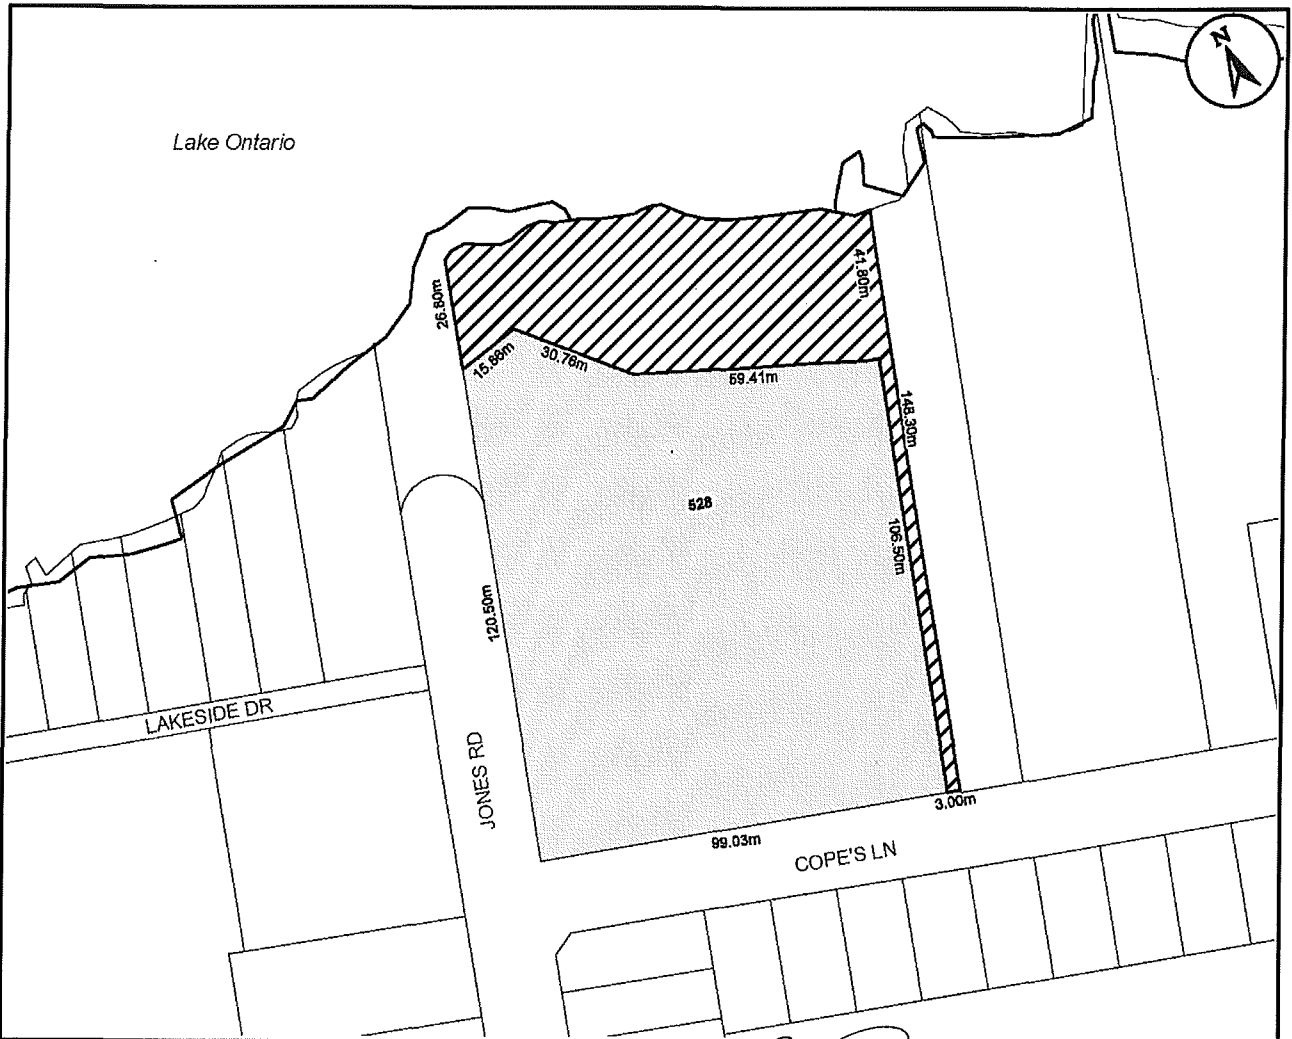 N
Lake Ontario
26.80m
41.80m
15.88m
30.76m
59.41m
148.30m
528
106.50m
120.50m
LAKESIDE DR
JONES RD
3.00m
99.03m
COPE'S LN